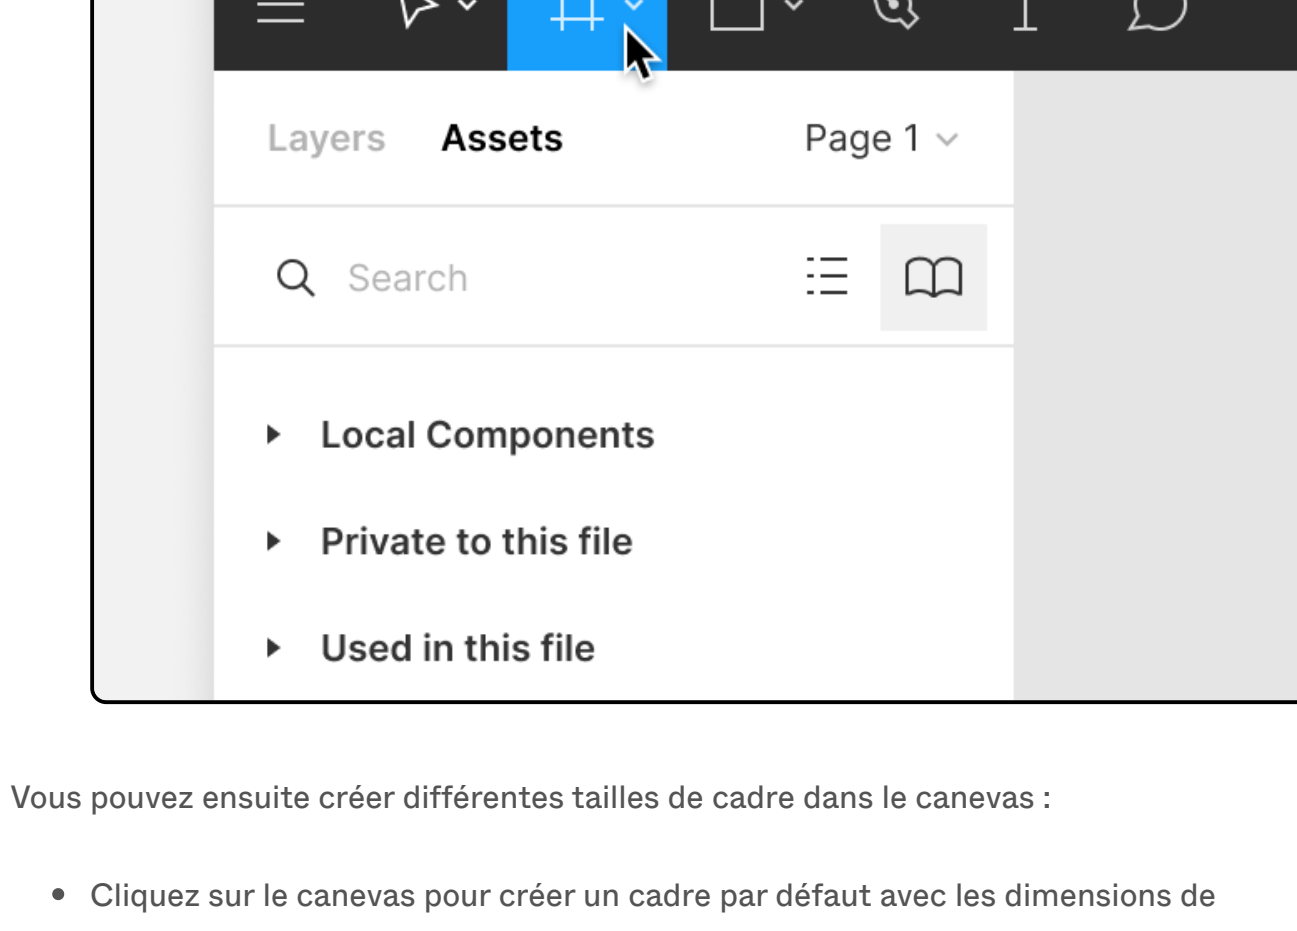 Layers Assets Page 1
Search
Local Components
Private to this file
Used in this file
Vous pouvez ensuite créer différentes tailles de cadre dans le canevas :
• Cliquez sur le canevas pour créer un cadre par défaut avec les dimensions de